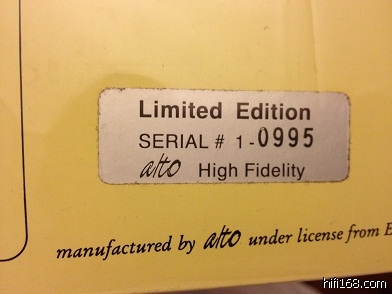 Limited Edition
SERIAL # 1-0995
alto High Fidelity
manufactured by alto under license from
hifi168.com